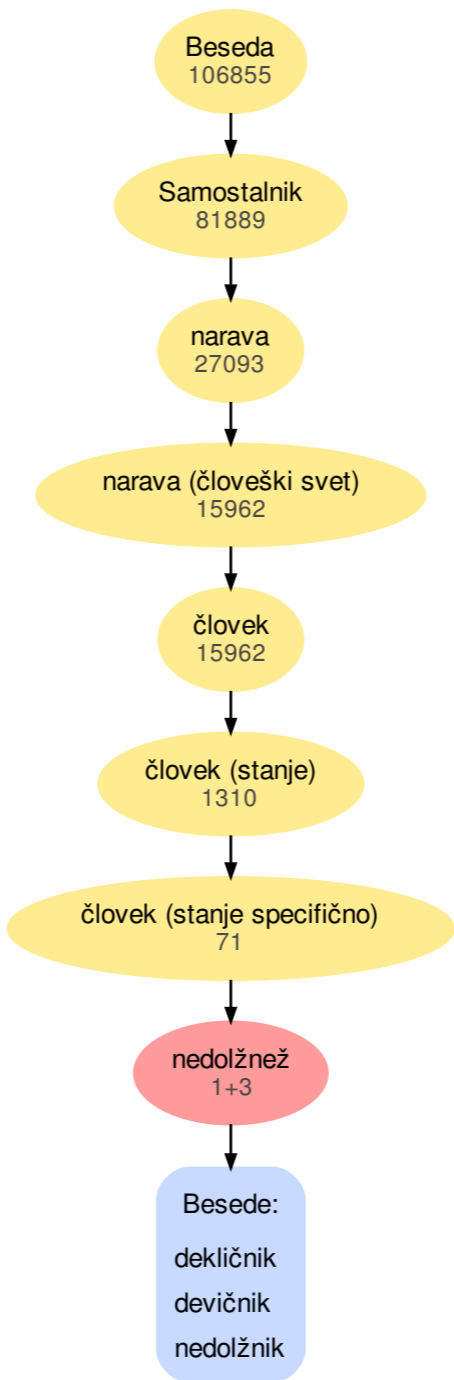 Beseda
106855
Samostalnik
81889
narava
27093
narava (človeški svet)
15962
človek
15962
človek (stanje)
1310
človek (stanje specifično)
71
nedolžnež
1+3
Besede:
dekličnik
devičnik
nedolžnik